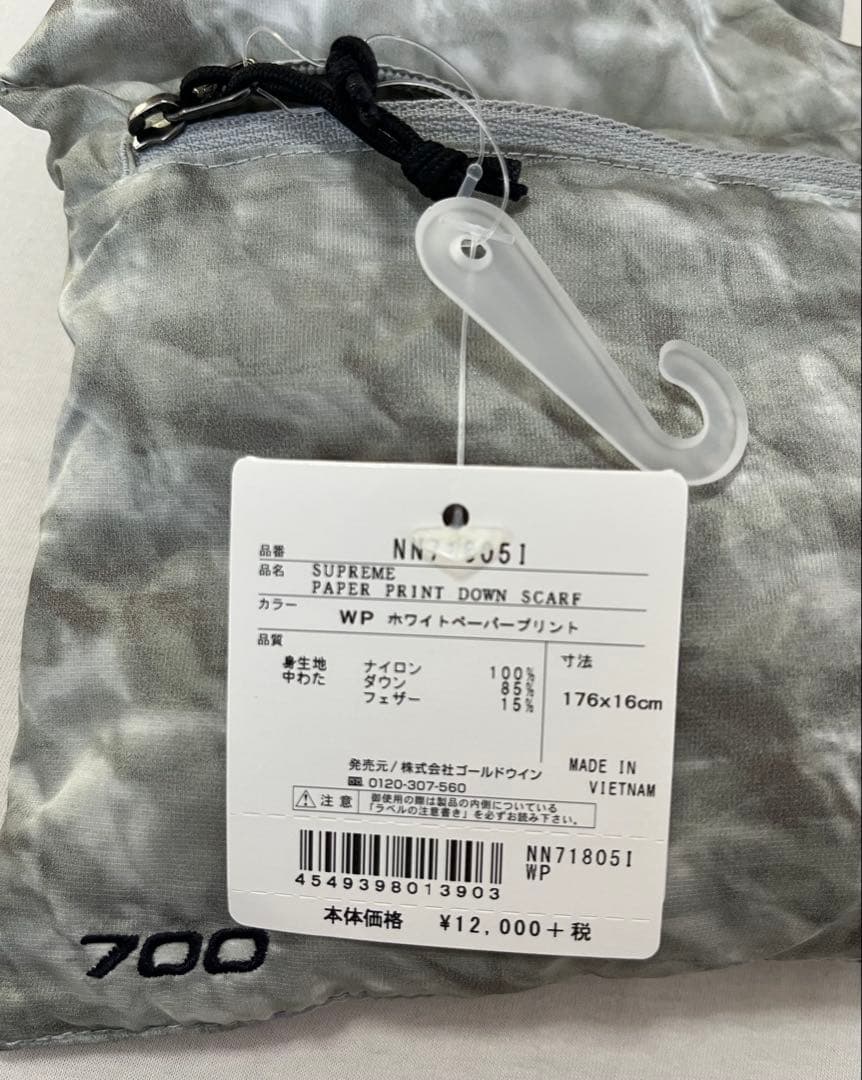 品番 NN71805I
品名 SUPREME
PAPER PRINT DOWN SCARF
カラー WP ホワイトペーパープリント
品質
身生地 ナイロン 100%
中わた ダウン 85%
フェザー 15%
寸法
176x16cm
発売元/株式会社ゴールドウイン
0120-307-560
MADE IN
VIETNAM
注意 御使用の際は製品の内側についている
「ラベルの注意書き」を必ずお読み下さい。
4549398013903
NN71805I
WP
本体価格 ¥12,000+税
700